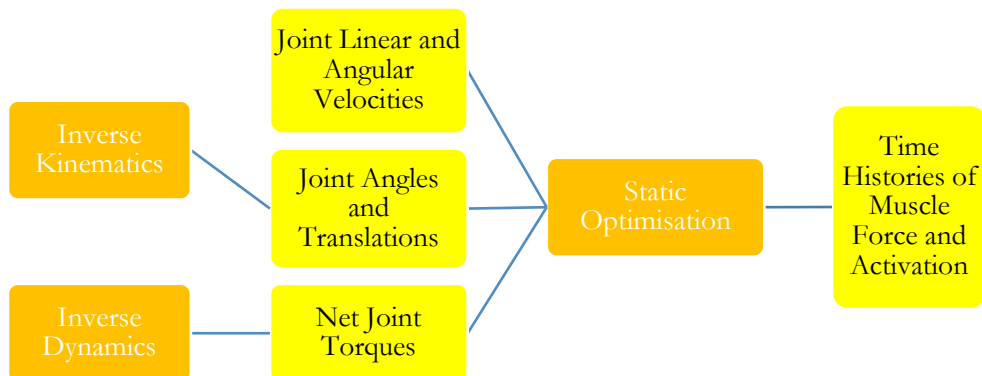 Joint Linear and
Angular
Velocities
Inverse
Kinematics
Joint Angles
and
Translations
Static
Optimisation
Time
Histories of
Muscle
Force and
Activation
Inverse
Dynamics
Net Joint
Torques